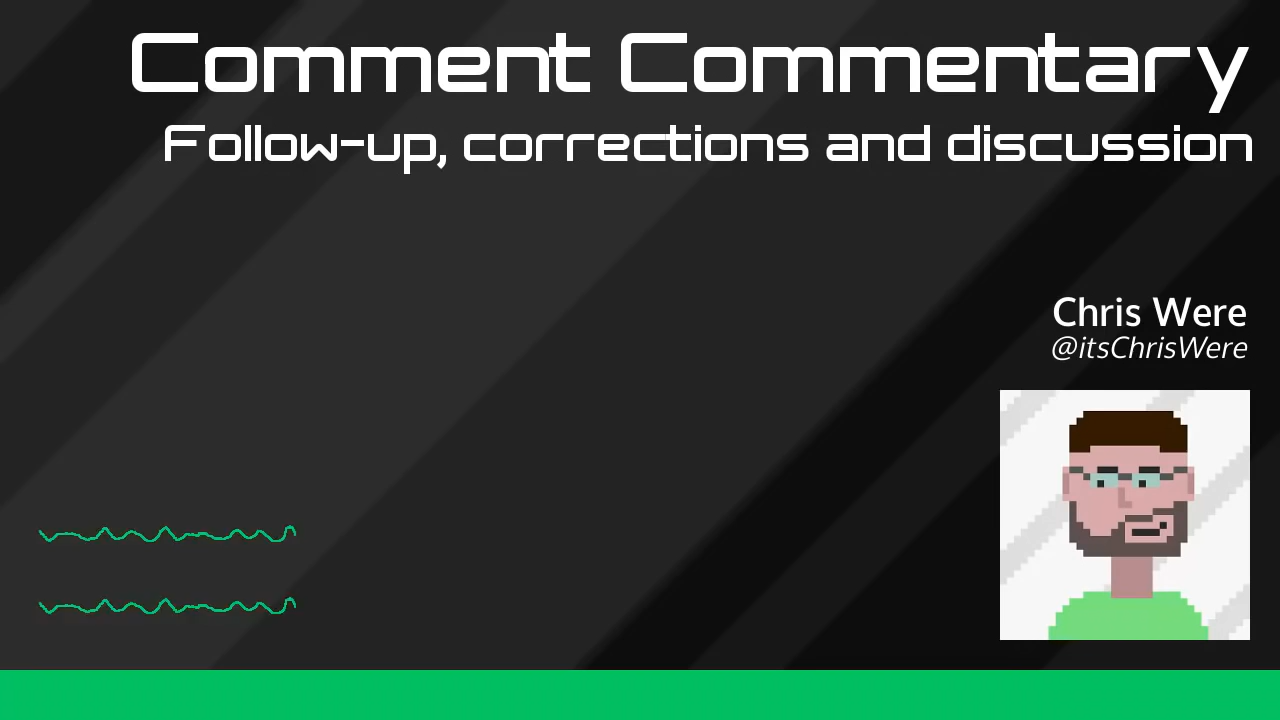 Comment Commentary
Follow-up, corrections and discussion
Chris Were
@itsChrisWere